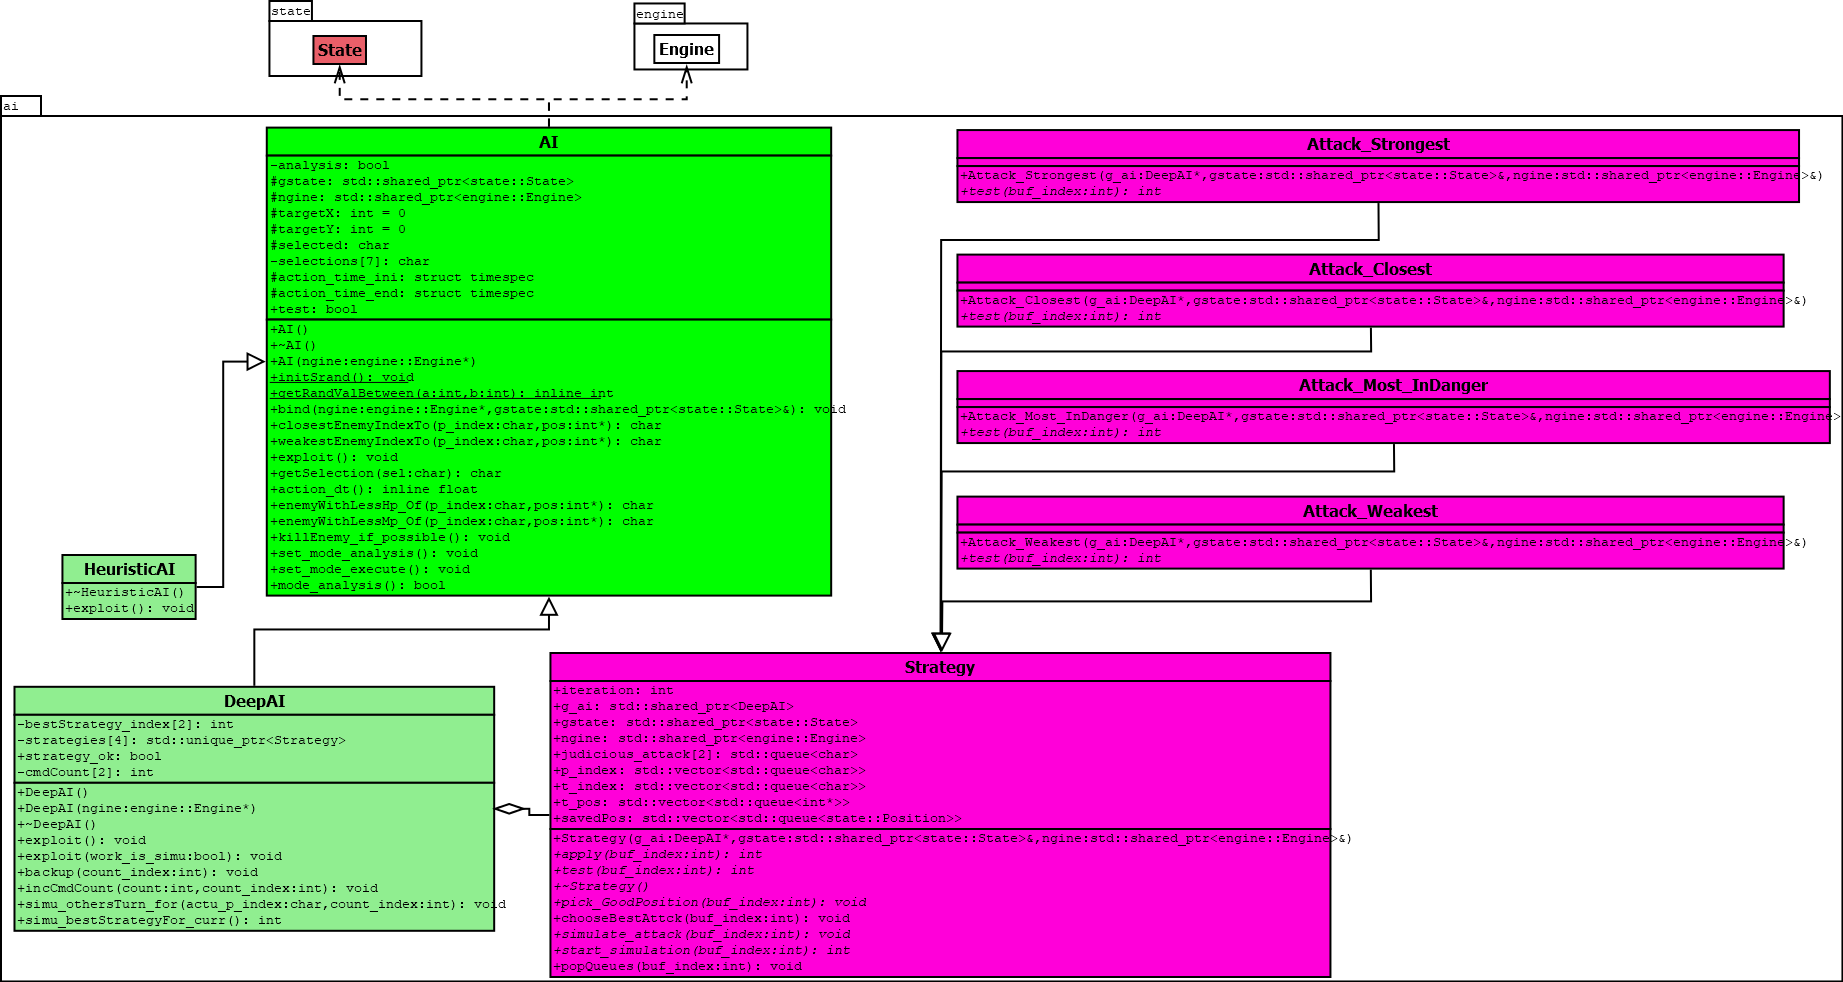 state
State
engine
Engine
ai
AI
-analysis: bool
#gstate: std::shared_ptr<state::State>
#ngine: std::shared_ptr<engine::Engine>
#targetX: int = 0
#targetY: int = 0
#selected: char
-selections[7]: char
#action_time_ini: struct timespec
#action_time_end: struct timespec
+test: bool
+AI()
+~AI()
+AI(ngine:engine::Engine*)
+initSrand(): void
+getRandValBetween(a:int,b:int): inline int
+bind(ngine:engine::Engine*,gstate:std::shared_ptr<state::State>&): void
+closestEnemyIndexTo(p_index:char,pos:int*): char
+weakestEnemyIndexTo(p_index:char,pos:int*): char
+exploit(): void
+getSelection(sel:char): char
+action_dt(): inline float
+enemyWithLessHp_Of(p_index:char,pos:int*): char
+enemyWithLessMp_Of(p_index:char,pos:int*): char
+killEnemy_if_possible(): void
+set_mode_analysis(): void
+set_mode_execute(): void
+mode_analysis(): bool
Attack_Strongest
+Attack_Strongest(g_ai:DeepAI*,gstate:std::shared_ptr<state::State>&,ngine:std::shared_ptr<engine::Engine>&)
+test(buf_index:int): int
Attack_Closest
+Attack_Closest(g_ai:DeepAI*,gstate:std::shared_ptr<state::State>&,ngine:std::shared_ptr<engine::Engine>&)
+test(buf_index:int): int
Attack_Most_InDanger
+Attack_Most_InDanger(g_ai:DeepAI*,gstate:std::shared_ptr<state::State>&,ngine:std::shared_ptr<engine::Engine>
+test(buf_index:int): int
Attack_Weakest
+Attack_Weakest(g_ai:DeepAI*,gstate:std::shared_ptr<state::State>&,ngine:std::shared_ptr<engine::Engine>&)
+test(buf_index:int): int
HeuristicAI
+~HeuristicAI()
+exploit(): void
DeepAI
-bestStrategy_index[2]: int
-strategies[4]: std::unique_ptr<Strategy>
+strategy_ok: bool
-cmdCount[2]: int
+DeepAI()
+DeepAI(ngine:engine::Engine*)
+~DeepAI()
+exploit(): void
+exploit(work_is_simu:bool): void
+backup(count_index:int): void
+incCmdCount(count:int,count_index:int): void
+simu_othersTurn_for(actu_p_index:char,count_index:int): void
+simu_bestStrategyFor_curr(): int
Strategy
+iteration: int
+g_ai: std::shared_ptr<DeepAI>
+gstate: std::shared_ptr<state::State>
+ngine: std::shared_ptr<engine::Engine>
+judicious_attack[2]: std::queue<char>
+p_index: std::vector<std::queue<char>>
+t_index: std::vector<std::queue<char>>
+t_pos: std::vector<std::queue<int*>>
+savedPos: std::vector<std::queue<state::Position>>
+Strategy(g_ai:DeepAI*,gstate:std::shared_ptr<state::State>&,ngine:std::shared_ptr<engine::Engine>&)
+apply(buf_index:int): int
+test(buf_index:int): int
+~Strategy()
+pick_GoodPosition(buf_index:int): void
+chooseBestAttck(buf_index:int): void
+simulate_attack(buf_index:int): void
+start_simulation(buf_index:int): int
+popQueues(buf_index:int): void